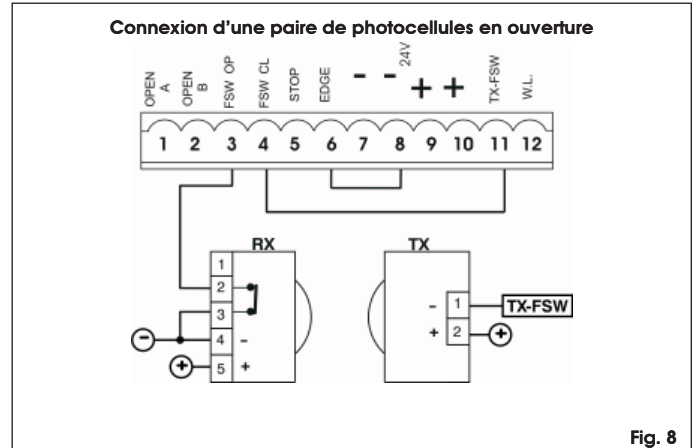 Connexion d'une paire de photocellules en ouverture
OPEN A
OPEN B
FSW OP
FSW CL
STOP
EDGE
- - 24V
+ +
TX-FSW
W.L.
1 2 3 4 5 6 7 8 9 10 11 12
RX
1
2
3
4 -
5 +
- 
+
TX
- 1
+ 2
TX-FSW
+
Fig. 8